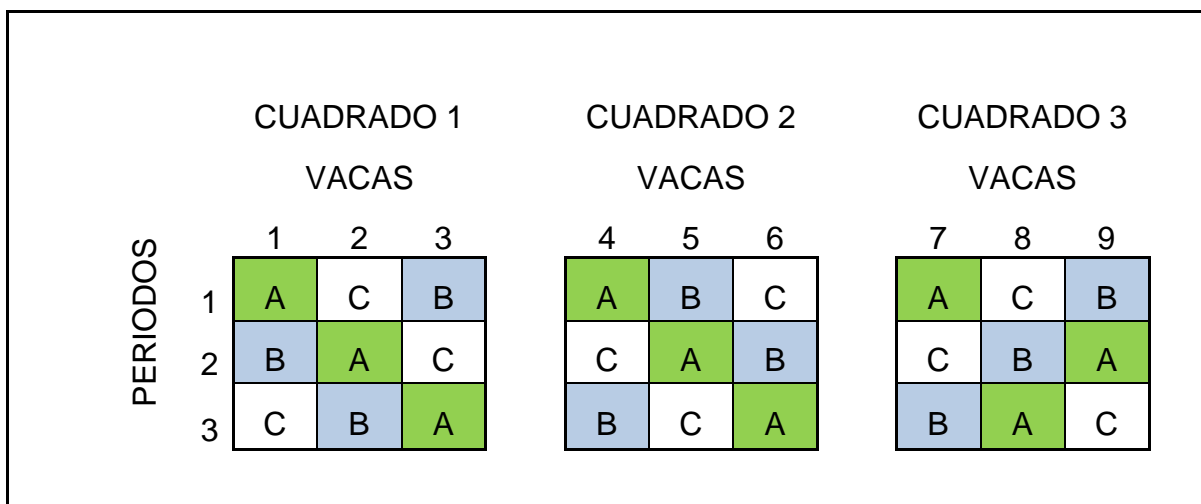 CUADRADO 1 CUADRADO 2 CUADRADO 3
VACAS VACAS VACAS
1 2 3 4 5 6 7 8 9
PERIODOS
1 A C B A B C A C B
2 B A C C A B C B A
3 C B A B C A B A C